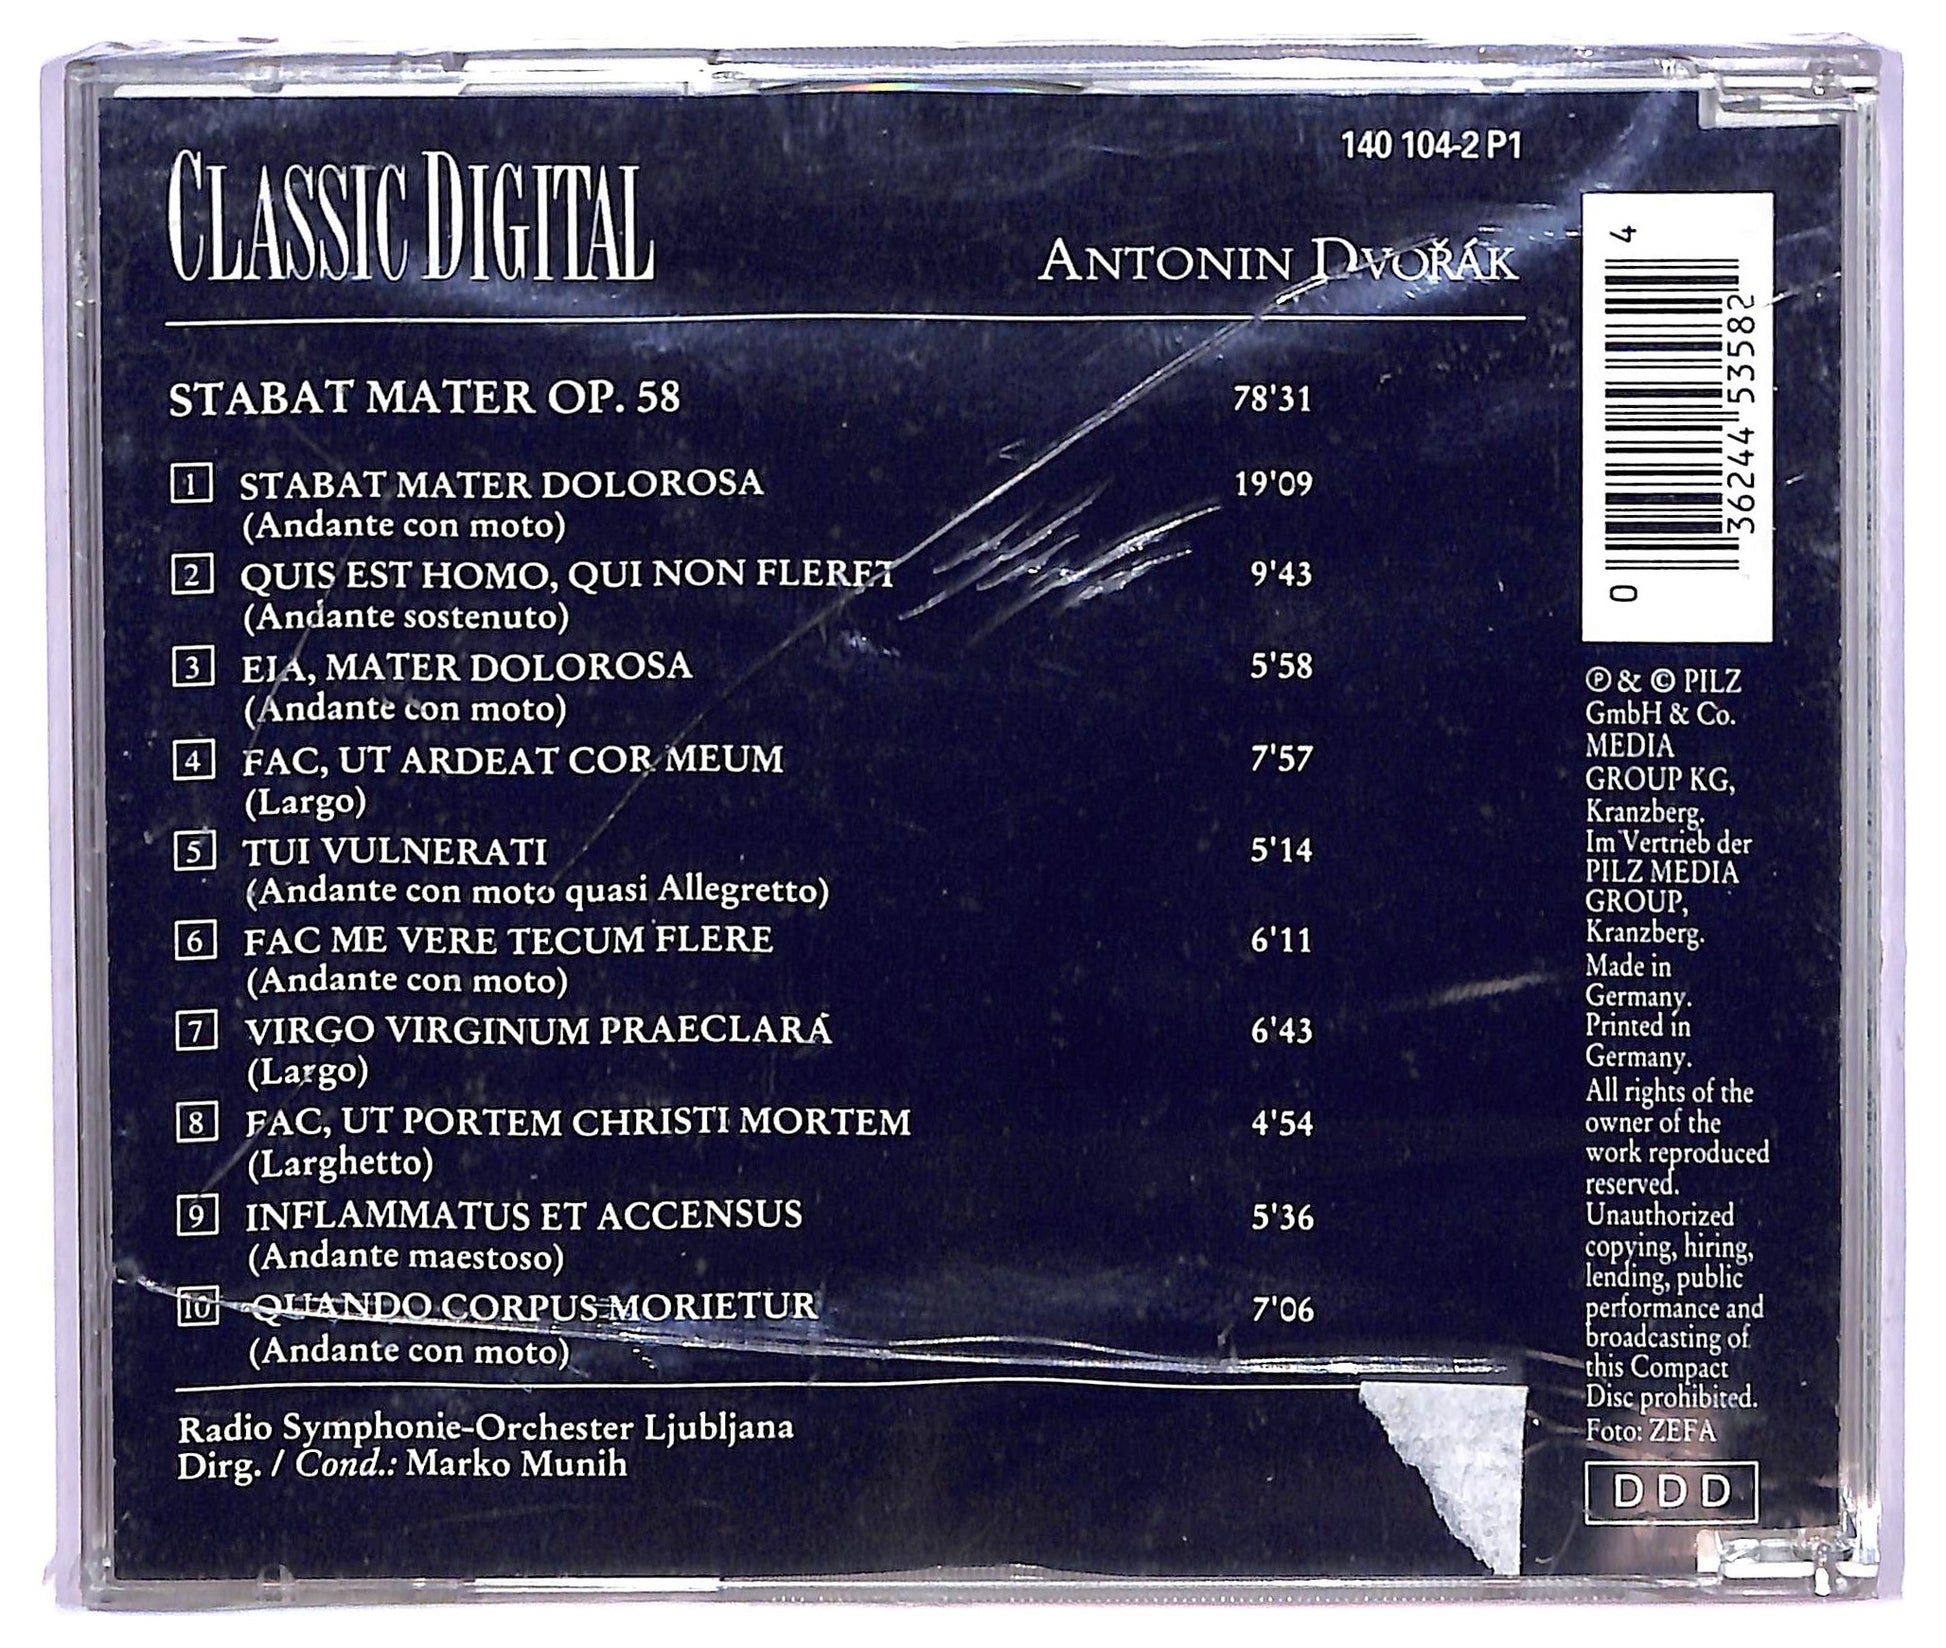 140 104-2 P1
CLASSIC DIGITAL
ANTONIN DVOŘÁK
STABAT MATER OP. 58 78'31
1 STABAT MATER DOLOROSA 19'09
(Andante con moto)
2 QUIS EST HOMO, QUI NON FLERET 9'43
(Andante sostenuto)
3 EIA, MATER DOLOROSA 5'58
(Andante con moto)
4 FAC, UT ARDEAT COR MEUM 7'57
(Largo)
5 TUI VULNERATI 5'14
(Andante con moto quasi Allegretto)
6 FAC ME VERE TECUM FLERE 6'11
(Andante con moto)
7 VIRGO VIRGINUM PRAECLARÁ 6'43
(Largo)
8 FAC, UT PORTEM CHRISTI MORTEM 4'54
(Larghetto)
9 INFLAMMATUS ET ACCENSUS 5'36
(Andante maestoso)
10 QUANDO CORPUS MORIETUR 7'06
(Andante con moto)
Radio Symphonie-Orchester Ljubljana
Dirg. / Cond.: Marko Munih
0 36244 53582 4
℗ & © PILZ
GmbH & Co.
MEDIA
GROUP KG,
Kranzberg.
Im Vertrieb der
PILZ MEDIA
GROUP,
Kranzberg.
Made in
Germany.
Printed in
Germany.
All rights of the
owner of the
work reproduced
reserved.
Unauthorized
copying, hiring,
lending, public
performance and
broadcasting of
this Compact
Disc prohibited.
Foto: ZEFA
DDD